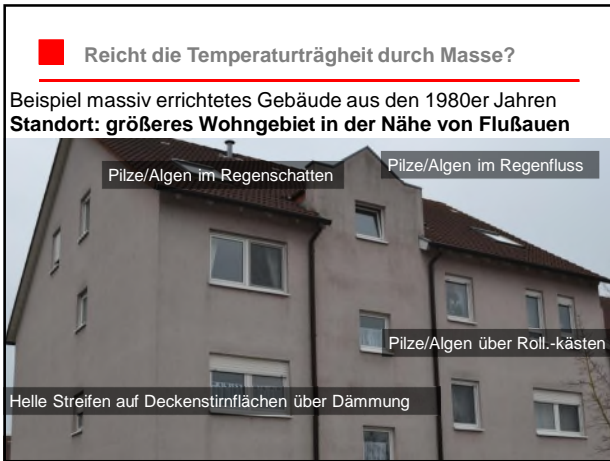 Reicht die Temperaturträgheit durch Masse?
Beispiel massiv errichtetes Gebäude aus den 1980er Jahren
Standort: größeres Wohngebiet in der Nähe von Flußauen
Pilze/Algen im Regenschatten
Pilze/Algen im Regenfluss
Pilze/Algen über Roll.-kästen
Helle Streifen auf Deckenstirnflächen über Dämmung